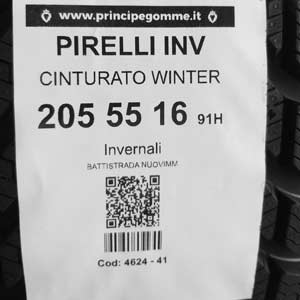 www.principegomme.it
PIRELLI INV
CINTURATO WINTER
205 55 16 91H
Invernali
BATTISTRADA NUOVIMM.
Cod: 4624 - 41